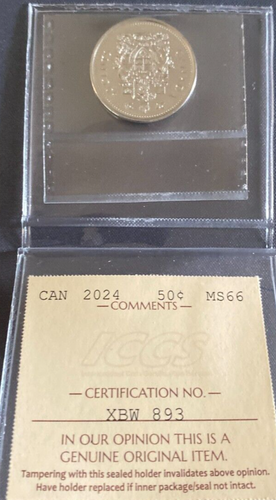 CAN 2024 50¢ MS66
COMMENTS
ICCS
CERTIFICATION NO.
XBW 893
IN OUR OPINION THIS IS A
GENUINE ORIGINAL ITEM.
Tampering with this sealed holder invalidates above opinion.
Have holder replaced if inner package/seal not intact.